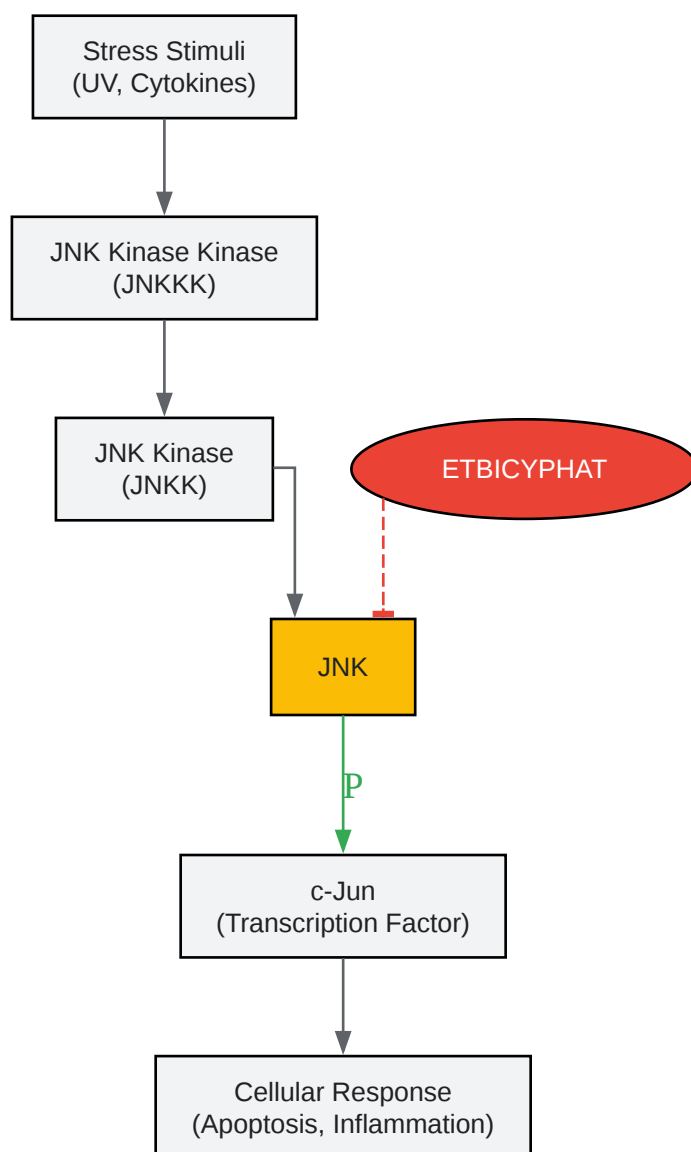 Stress Stimuli
(UV, Cytokines)
JNK Kinase Kinase
(JNKKK)
JNK Kinase
(JNKK)
ETBICYPHAT
JNK
P
c-Jun
(Transcription Factor)
Cellular Response
(Apoptosis, Inflammation)